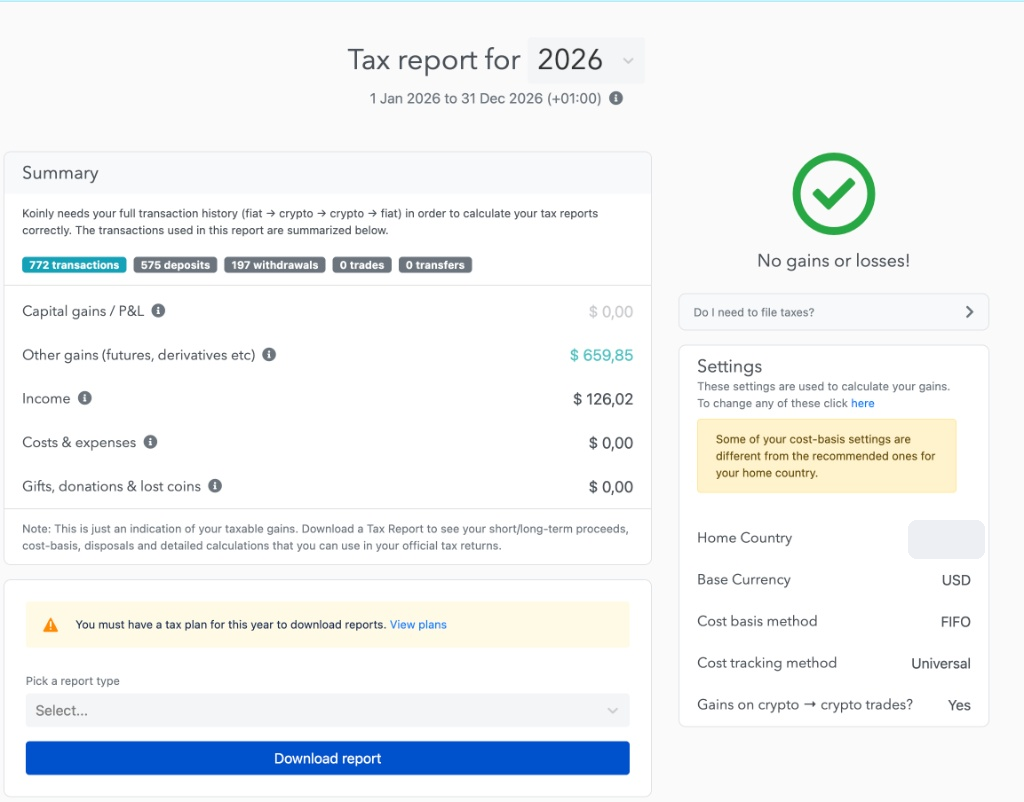 Tax report for 2026
1 Jan 2026 to 31 Dec 2026 (+01:00)
Summary
Koinly needs your full transaction history (fiat → crypto → crypto → fiat) in order to calculate your tax reports
correctly. The transactions used in this report are summarized below.
772 transactions 575 deposits 197 withdrawals 0 trades 0 transfers
Capital gains / P&L $ 0,00
Other gains (futures, derivatives etc) $ 659,85
Income $ 126,02
Costs & expenses $ 0,00
Gifts, donations & lost coins $ 0,00
Note: This is just an indication of your taxable gains. Download a Tax Report to see your short/long-term proceeds,
cost-basis, disposals and detailed calculations that you can use in your official tax returns.
You must have a tax plan for this year to download reports. View plans
Pick a report type
Select...
Download report
No gains or losses!
Do I need to file taxes?
Settings
These settings are used to calculate your gains.
To change any of these click here
Some of your cost-basis settings are
different from the recommended ones for
your home country.
Home Country
Base Currency USD
Cost basis method FIFO
Cost tracking method Universal
Gains on crypto → crypto trades? Yes